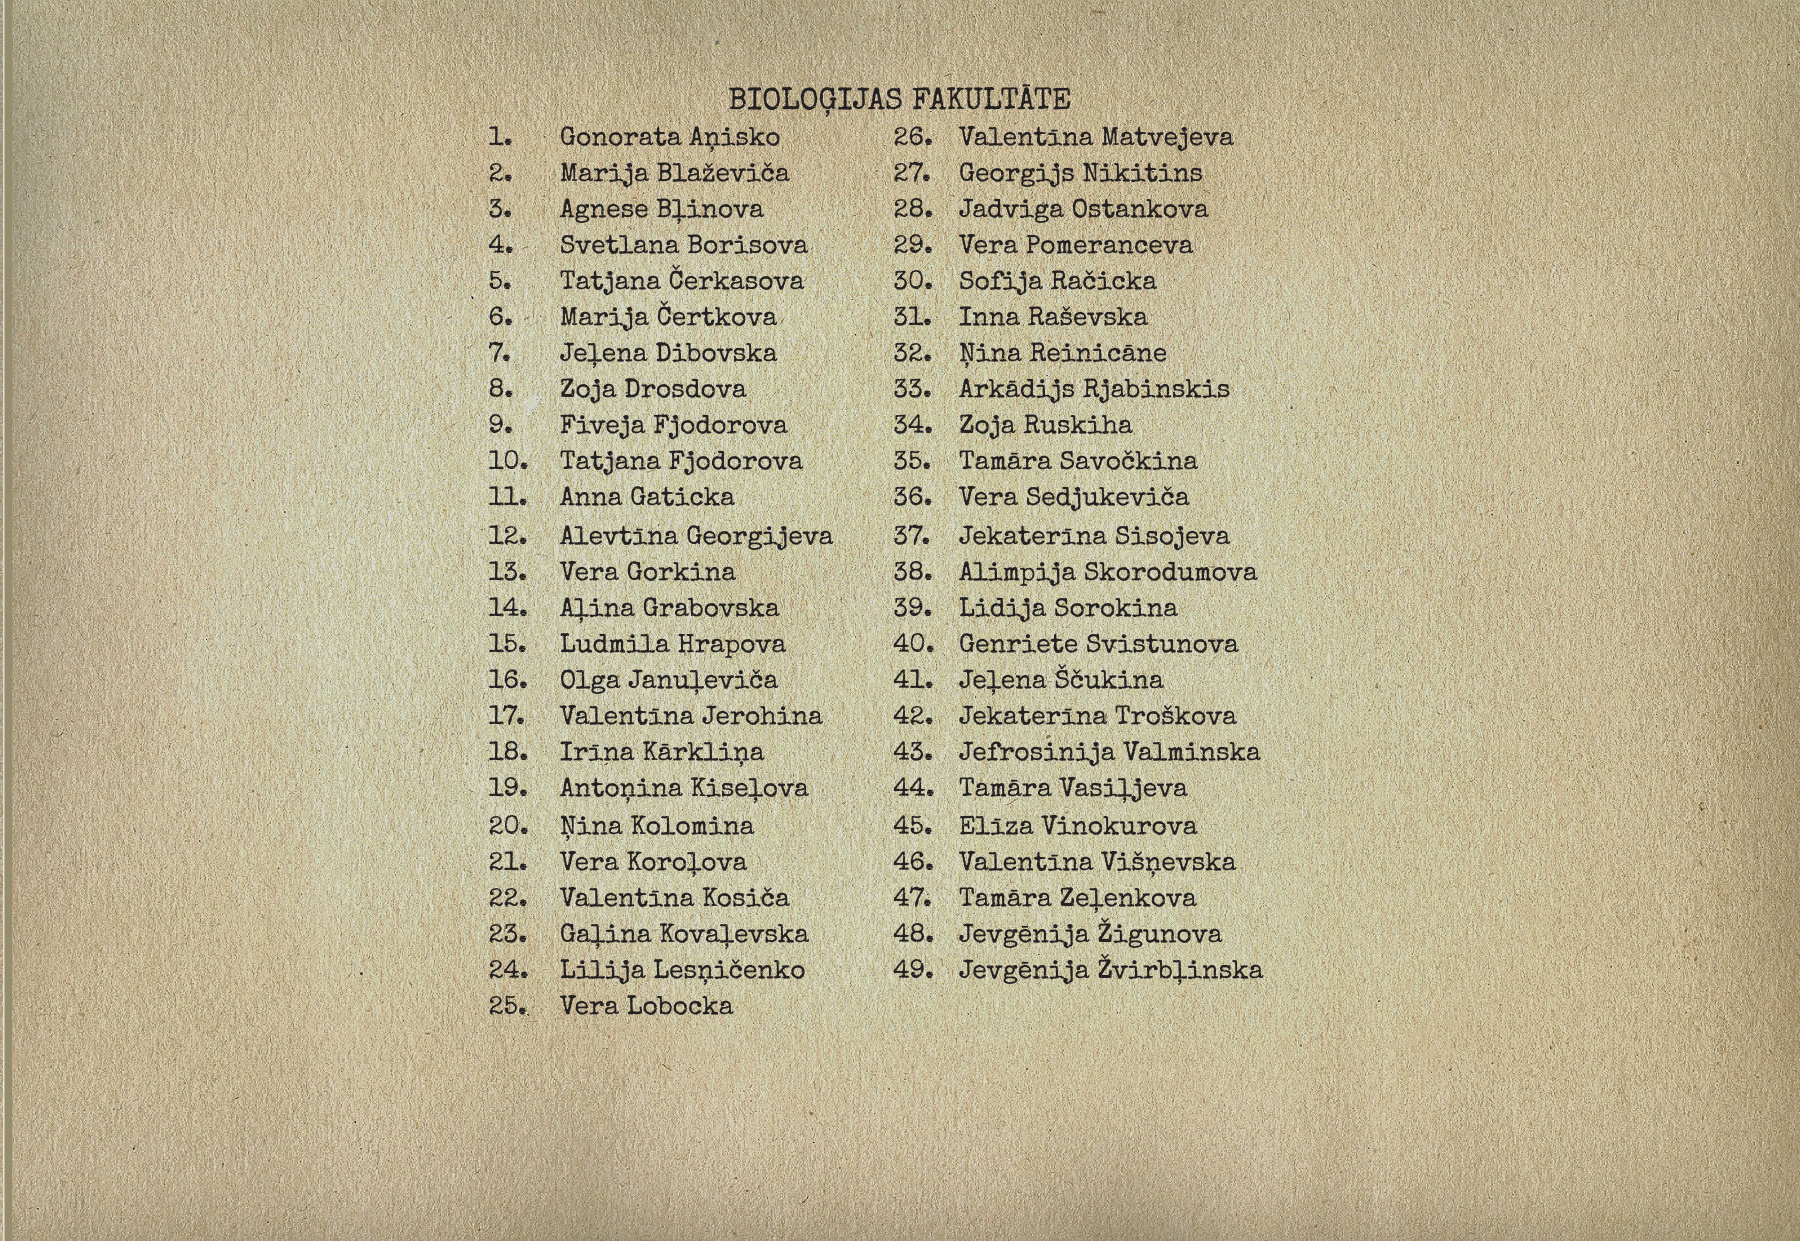 BIOLOĢIJAS FAKULTĀTE
1. Gonorata Aņisko
2. Marija Blaževiča
3. Agnese Bļinova
4. Svetlana Borisova
5. Tatjana Čerkasova
6. Marija Čertkova
7. Jeļena Dibovska
8. Zoja Drosdova
9. Fiveja Fjodorova
10. Tatjana Fjodorova
11. Anna Gaticka
12. Alevtīna Georgijeva
13. Vera Gorkina
14. Aļina Grabovska
15. Ludmila Hrapova
16. Olga Januļeviča
17. Valentīna Jerohina
18. Irīna Kārkliņa
19. Antoņina Kiseļova
20. Ņina Kolomina
21. Vera Koroļova
22. Valentīna Kosiča
23. Gaļina Kovaļevska
24. Lilija Lesņičenko
25. Vera Lobocka
26. Valentīna Matvejeva
27. Georgijs Nikitins
28. Jadviga Ostankova
29. Vera Pomeranceva
30. Sofija Račicka
31. Inna Raševska
32. Ņina Reinicāne
33. Arkādijs Rjabinskis
34. Zoja Ruskiha
35. Tamāra Savočkina
36. Vera Sedjukeviča
37. Jekaterīna Sisojeva
38. Alimpija Skorodumova
39. Lidija Sorokina
40. Genriete Svistunova
41. Jeļena Ščukina
42. Jekaterīna Troškova
43. Jefrosinija Valminska
44. Tamāra Vasiļjeva
45. Elīza Vinokurova
46. Valentīna Višņevska
47. Tamāra Zeļenkova
48. Jevgēnija Žigunova
49. Jevgēnija Žvirbļinska